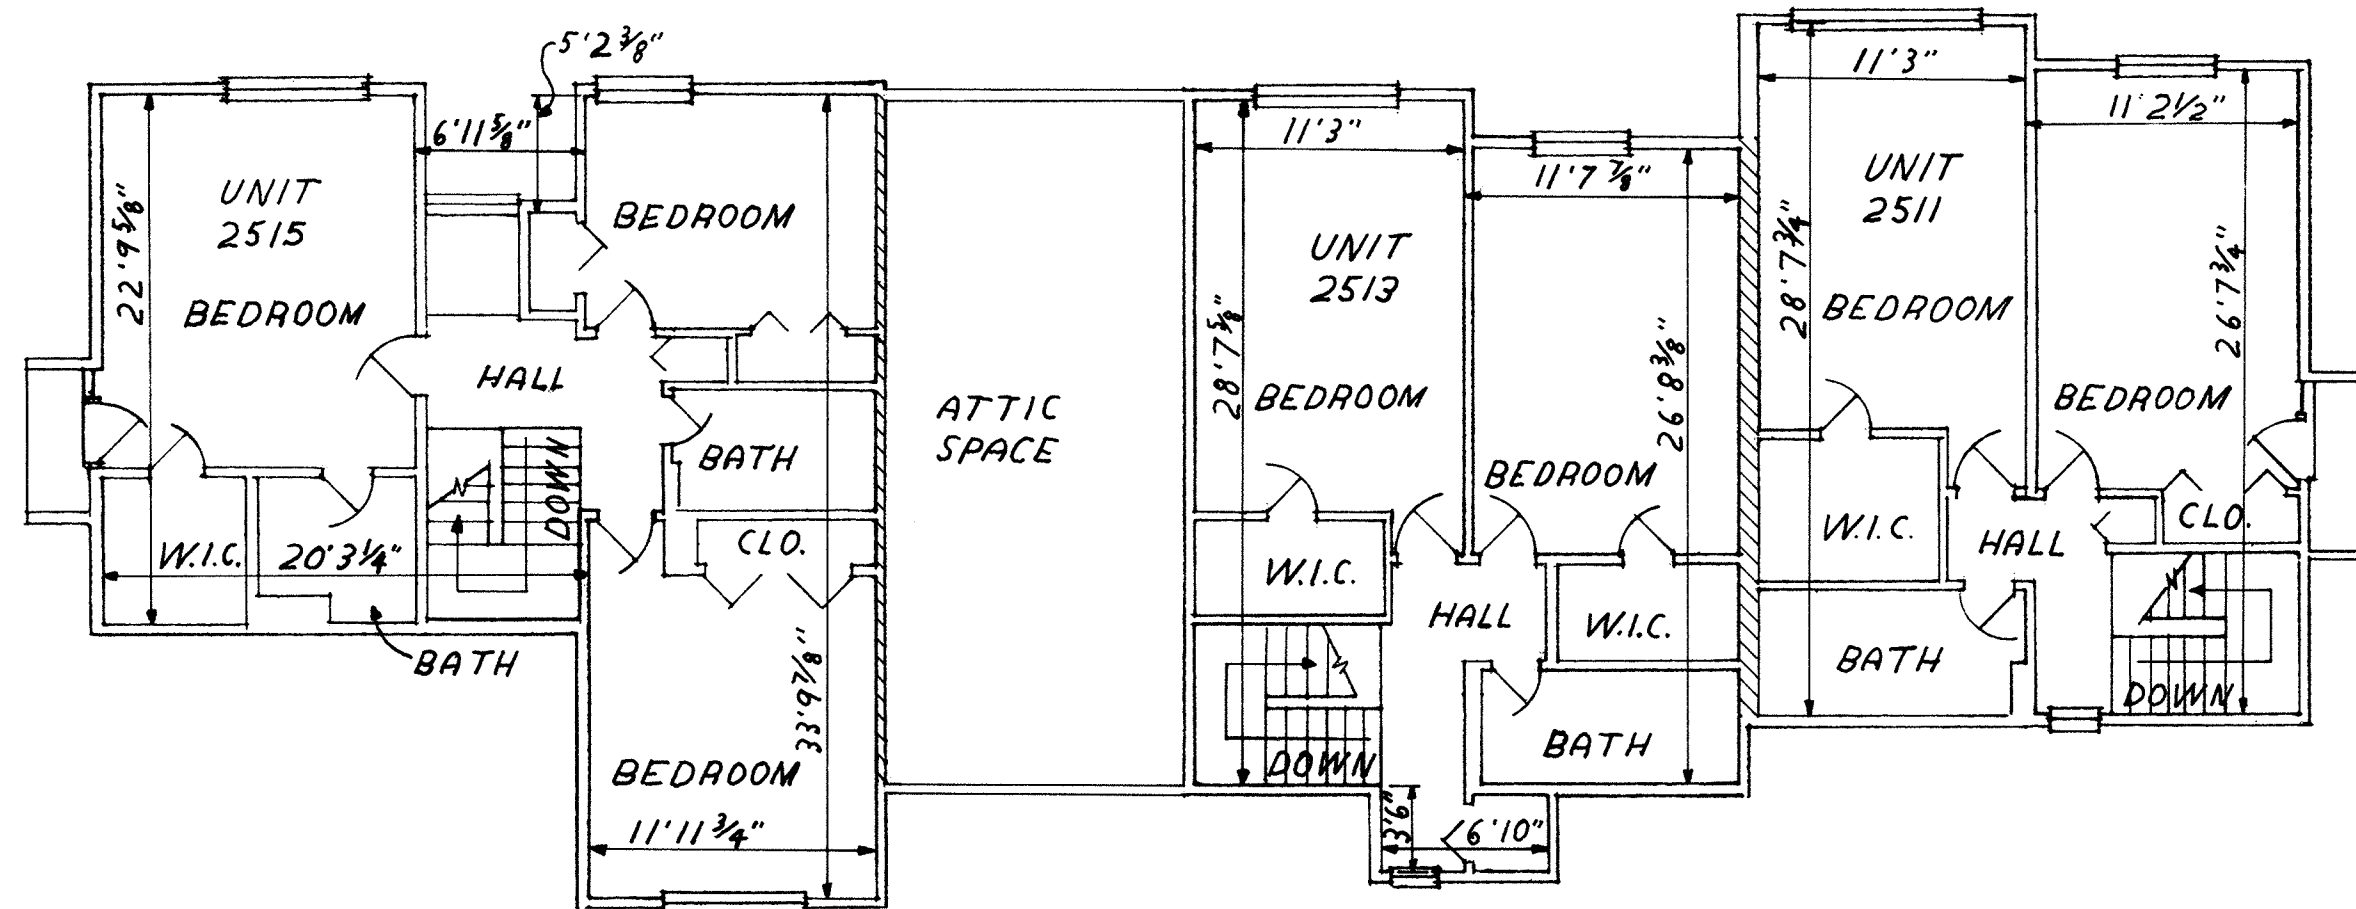 5'2 3/8"
6'11 5/8"
UNIT
2515
22'9 5/8"
BEDROOM
BEDROOM
HALL
BATH
DOWN
W.I.C.
20'3 1/4"
CLO.
BATH
33'9 7/8"
BEDROOM
11'11 3/4"
ATTIC
SPACE
11'3"
UNIT
2513
28'7 5/8"
BEDROOM
11'7 7/8"
26'8 3/8"
BEDROOM
W.I.C.
HALL
W.I.C.
DOWN
BATH
3'6"
6'10"
11'3"
UNIT
2511
28'7 3/4"
BEDROOM
11'2 1/2"
26'7 3/4"
BEDROOM
W.I.C.
HALL
CLO.
BATH
DOWN